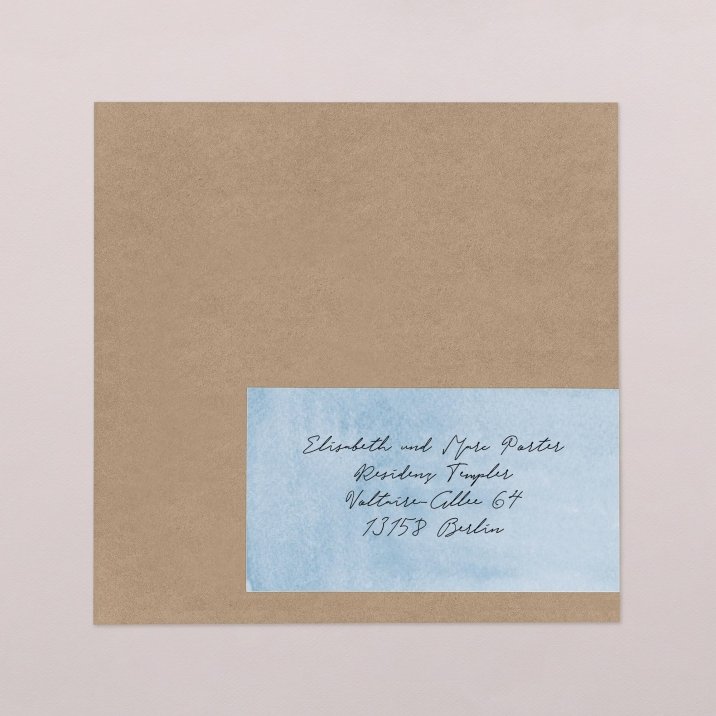 Elisabeth und Marc Porter
Residenz Templer
Voltaire-Allee 64
13158 Berlin